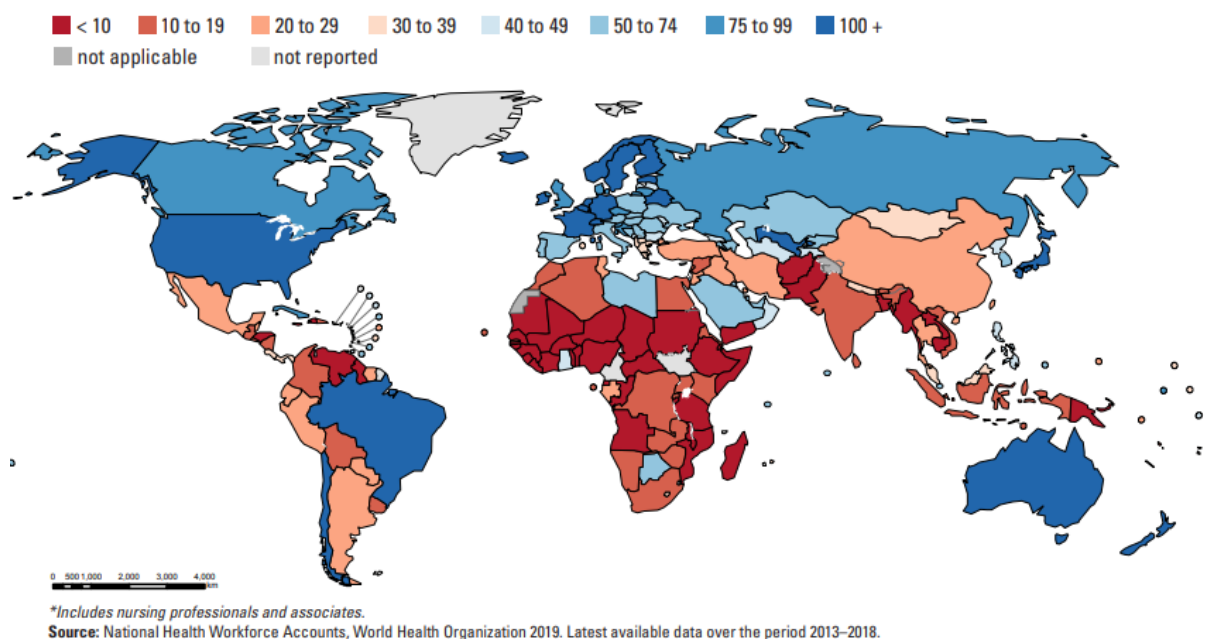 < 10 10 to 19 20 to 29 30 to 39 40 to 49 50 to 74 75 to 99 100 +
not applicable not reported
0 500 1,000 2,000 3,000 4,000
km
*Includes nursing professionals and associates.
Source: National Health Workforce Accounts, World Health Organization 2019. Latest available data over the period 2013–2018.